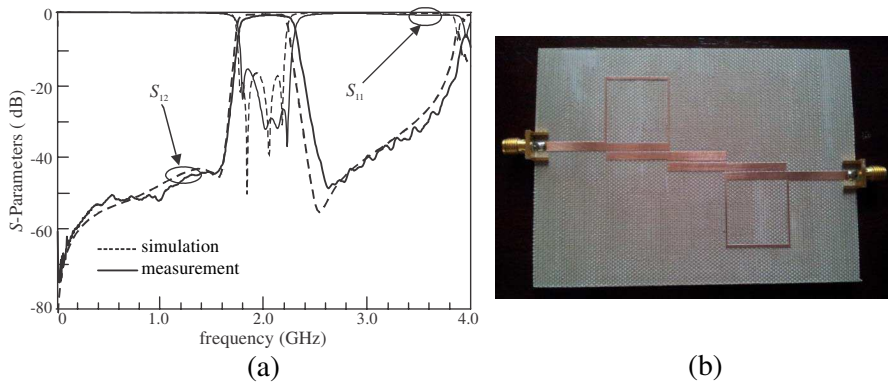 0
-20
-40
-60
-80
S-Parameters ( dB)
S12
S11
simulation
measurement
0
1.0
2.0
3.0
4.0
frequency (GHz)
(a)
(b)